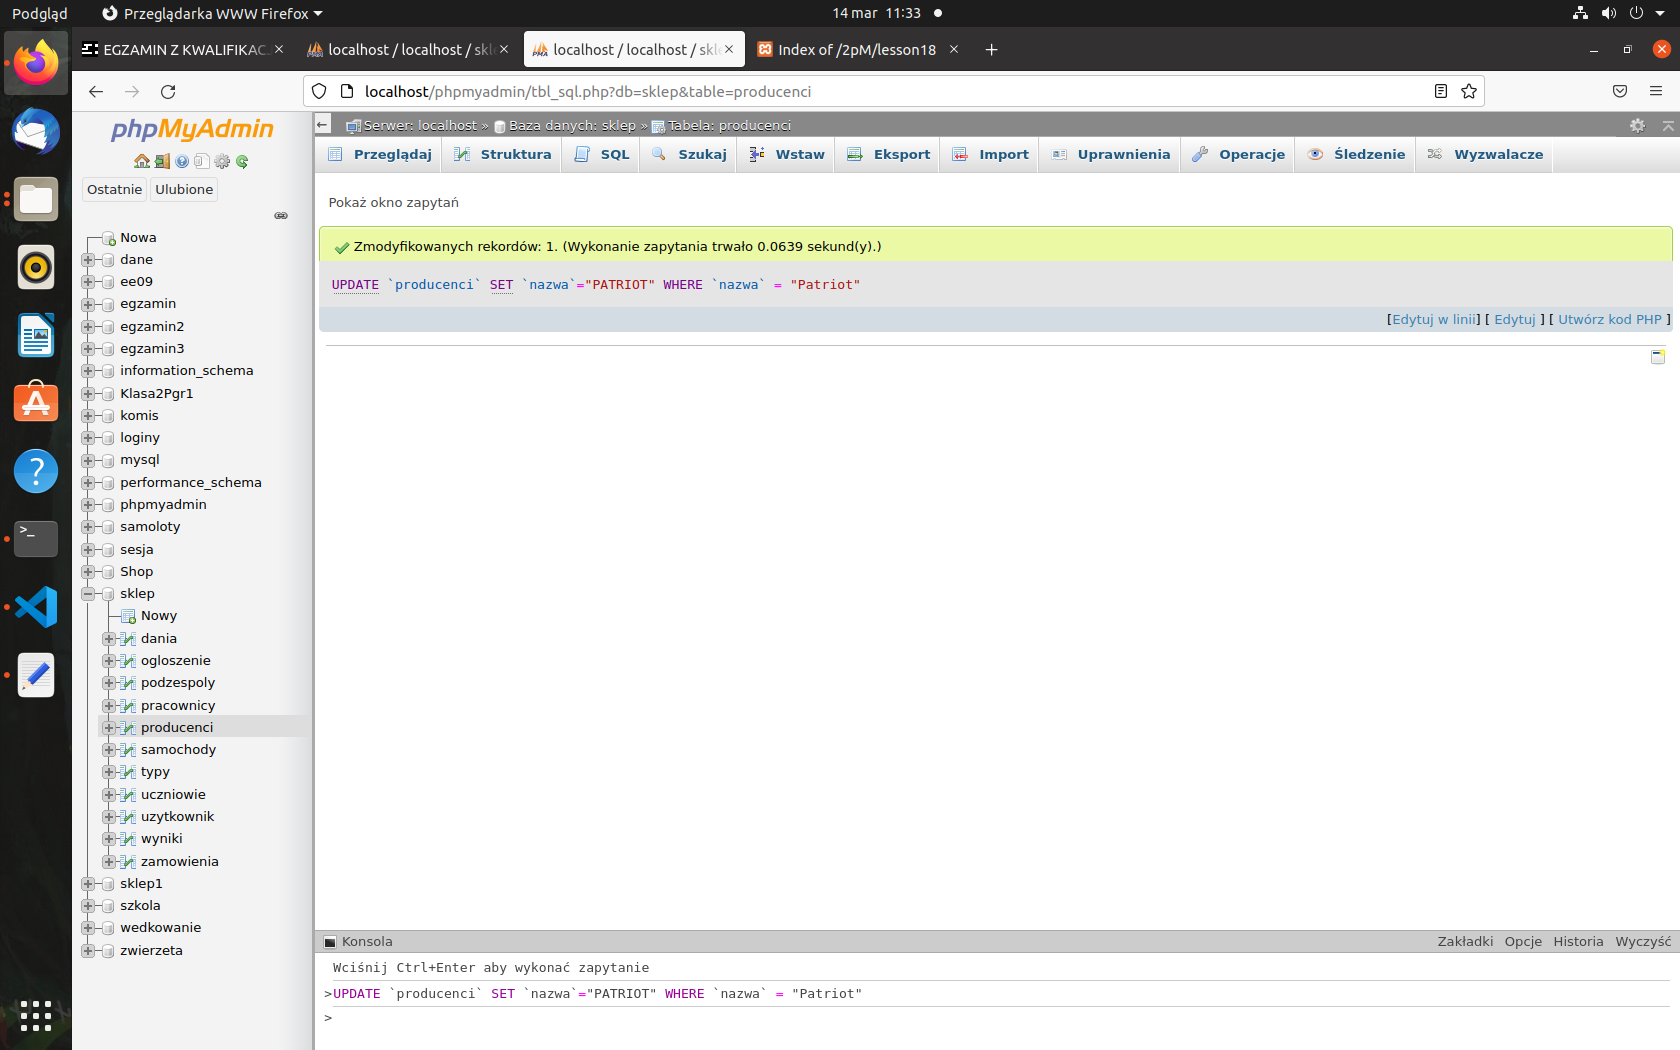 Podgląd
Przeglądarka WWW Firefox
14 mar 11:33
EGZAMIN Z KWALIFIKAC
localhost / localhost / skl
localhost / localhost / skl
Index of /2pM/lesson18
localhost/phpmyadmin/tbl_sql.php?db=sklep&table=producenci
phpMyAdmin
Ostatnie
Ulubione
Nowa
dane
ee09
egzamin
egzamin2
egzamin3
information_schema
Klasa2Pgr1
komis
loginy
mysql
performance_schema
phpmyadmin
samoloty
sesja
Shop
sklep
Nowy
dania
ogloszenie
podzespoly
pracownicy
producenci
samochody
typy
uczniowie
uzytkownik
wyniki
zamowienia
sklep1
szkola
wedkowanie
zwierzeta
Serwer: localhost » Baza danych: sklep » Tabela: producenci
Przeglądaj
Struktura
SQL
Szukaj
Wstaw
Eksport
Import
Uprawnienia
Operacje
Śledzenie
Wyzwalacze
Pokaż okno zapytań
Zmodyfikowanych rekordów: 1. (Wykonanie zapytania trwało 0.0639 sekund(y).)
UPDATE `producenci` SET `nazwa`="PATRIOT" WHERE `nazwa` = "Patriot"
[Edytuj w linii] [ Edytuj ] [ Utwórz kod PHP ]
Konsola
Zakładki Opcje Historia Wyczyść
Wciśnij Ctrl+Enter aby wykonać zapytanie
>UPDATE `producenci` SET `nazwa`="PATRIOT" WHERE `nazwa` = "Patriot"
>